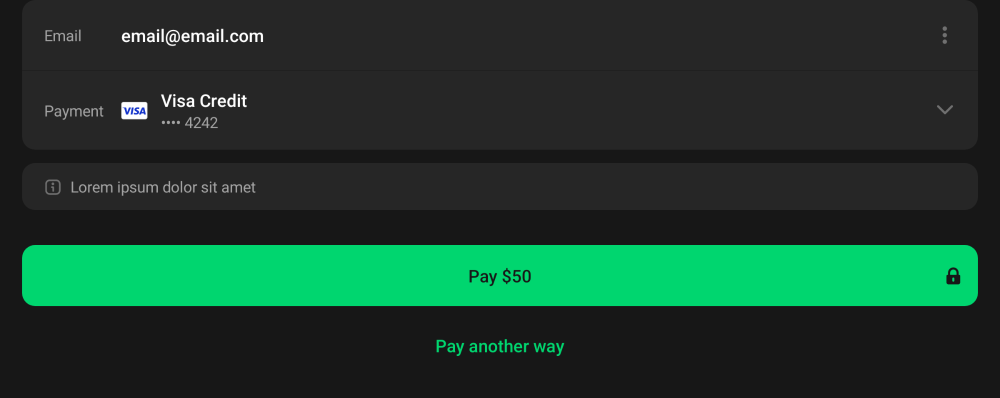 Email email@email.com
Payment VISA Visa Credit
•••• 4242
Lorem ipsum dolor sit amet
Pay $50
Pay another way